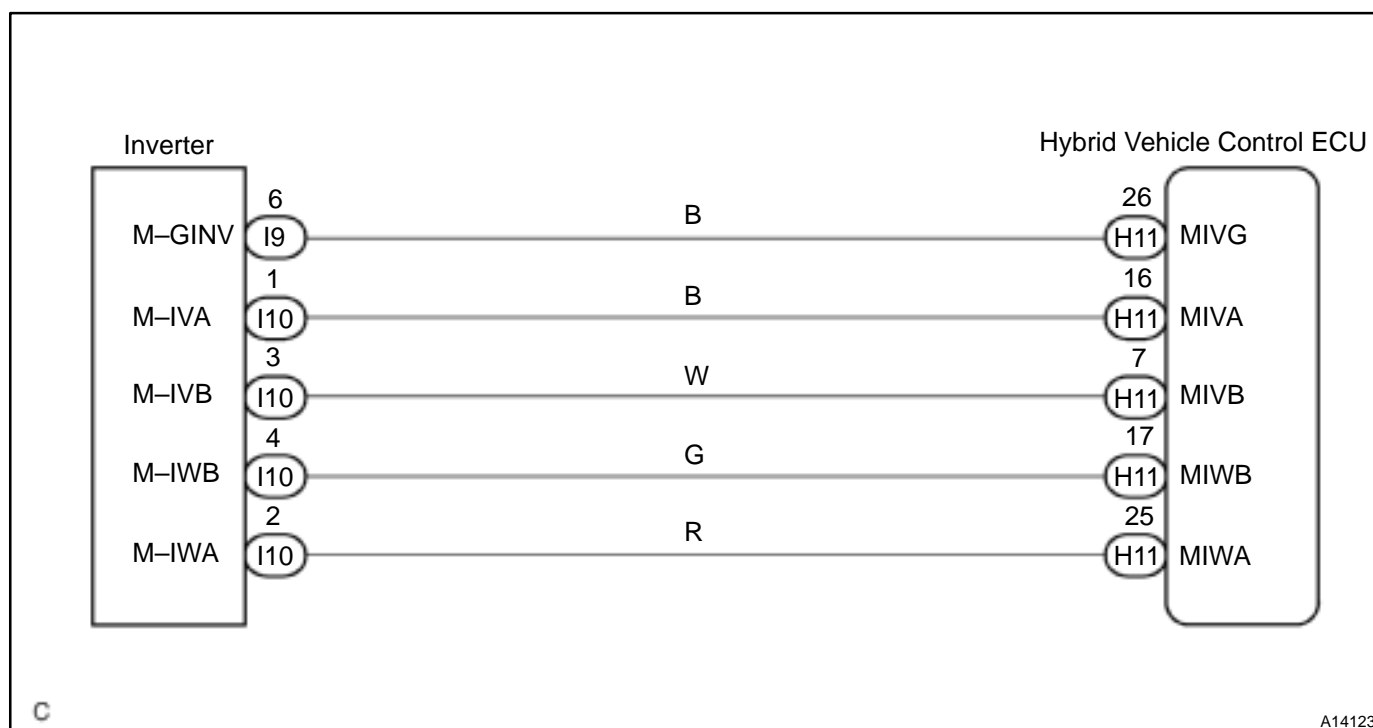 Inverter Hybrid Vehicle Control ECU
6 B 26
M–GINV I9 H11 MIVG
1 B 16
M–IVA I10 H11 MIVA
3 W 7
M–IVB I10 H11 MIVB
4 G 17
M–IWB I10 H11 MIWB
2 R 25
M–IWA I10 H11 MIWA
C A14123